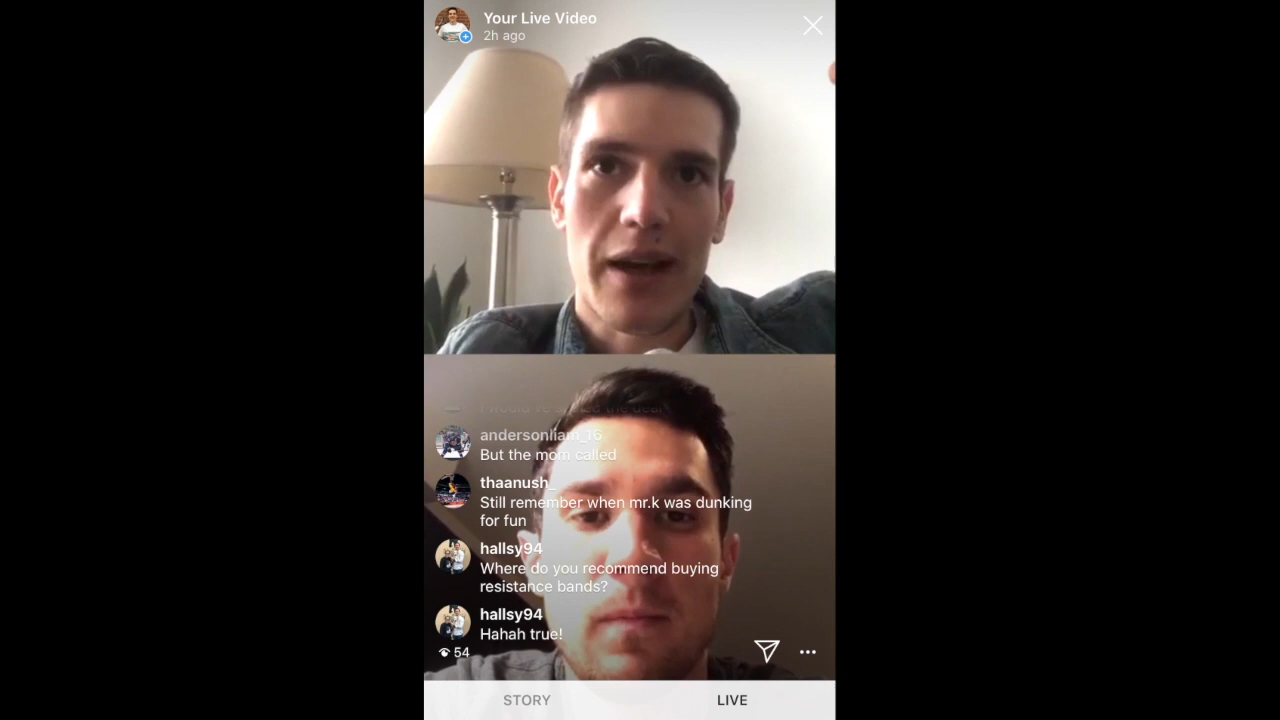 Your Live Video
2h ago
andersonliam_16
But the mom called
thaanush_
Still remember when mr.k was dunking
for fun
hallsy94
Where do you recommend buying
resistance bands?
hallsy94
Hahah true!
54
STORY
LIVE